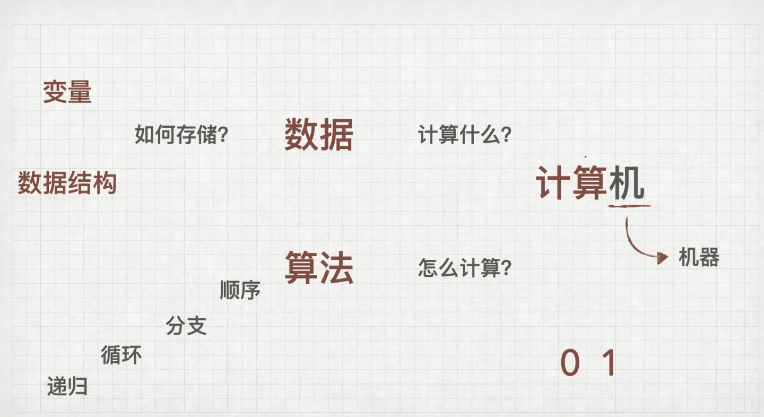 变量
如何存储?
数据
计算什么?
数据结构
计算机
算法
怎么计算?
机器
顺序
分支
循环
递归
0 1